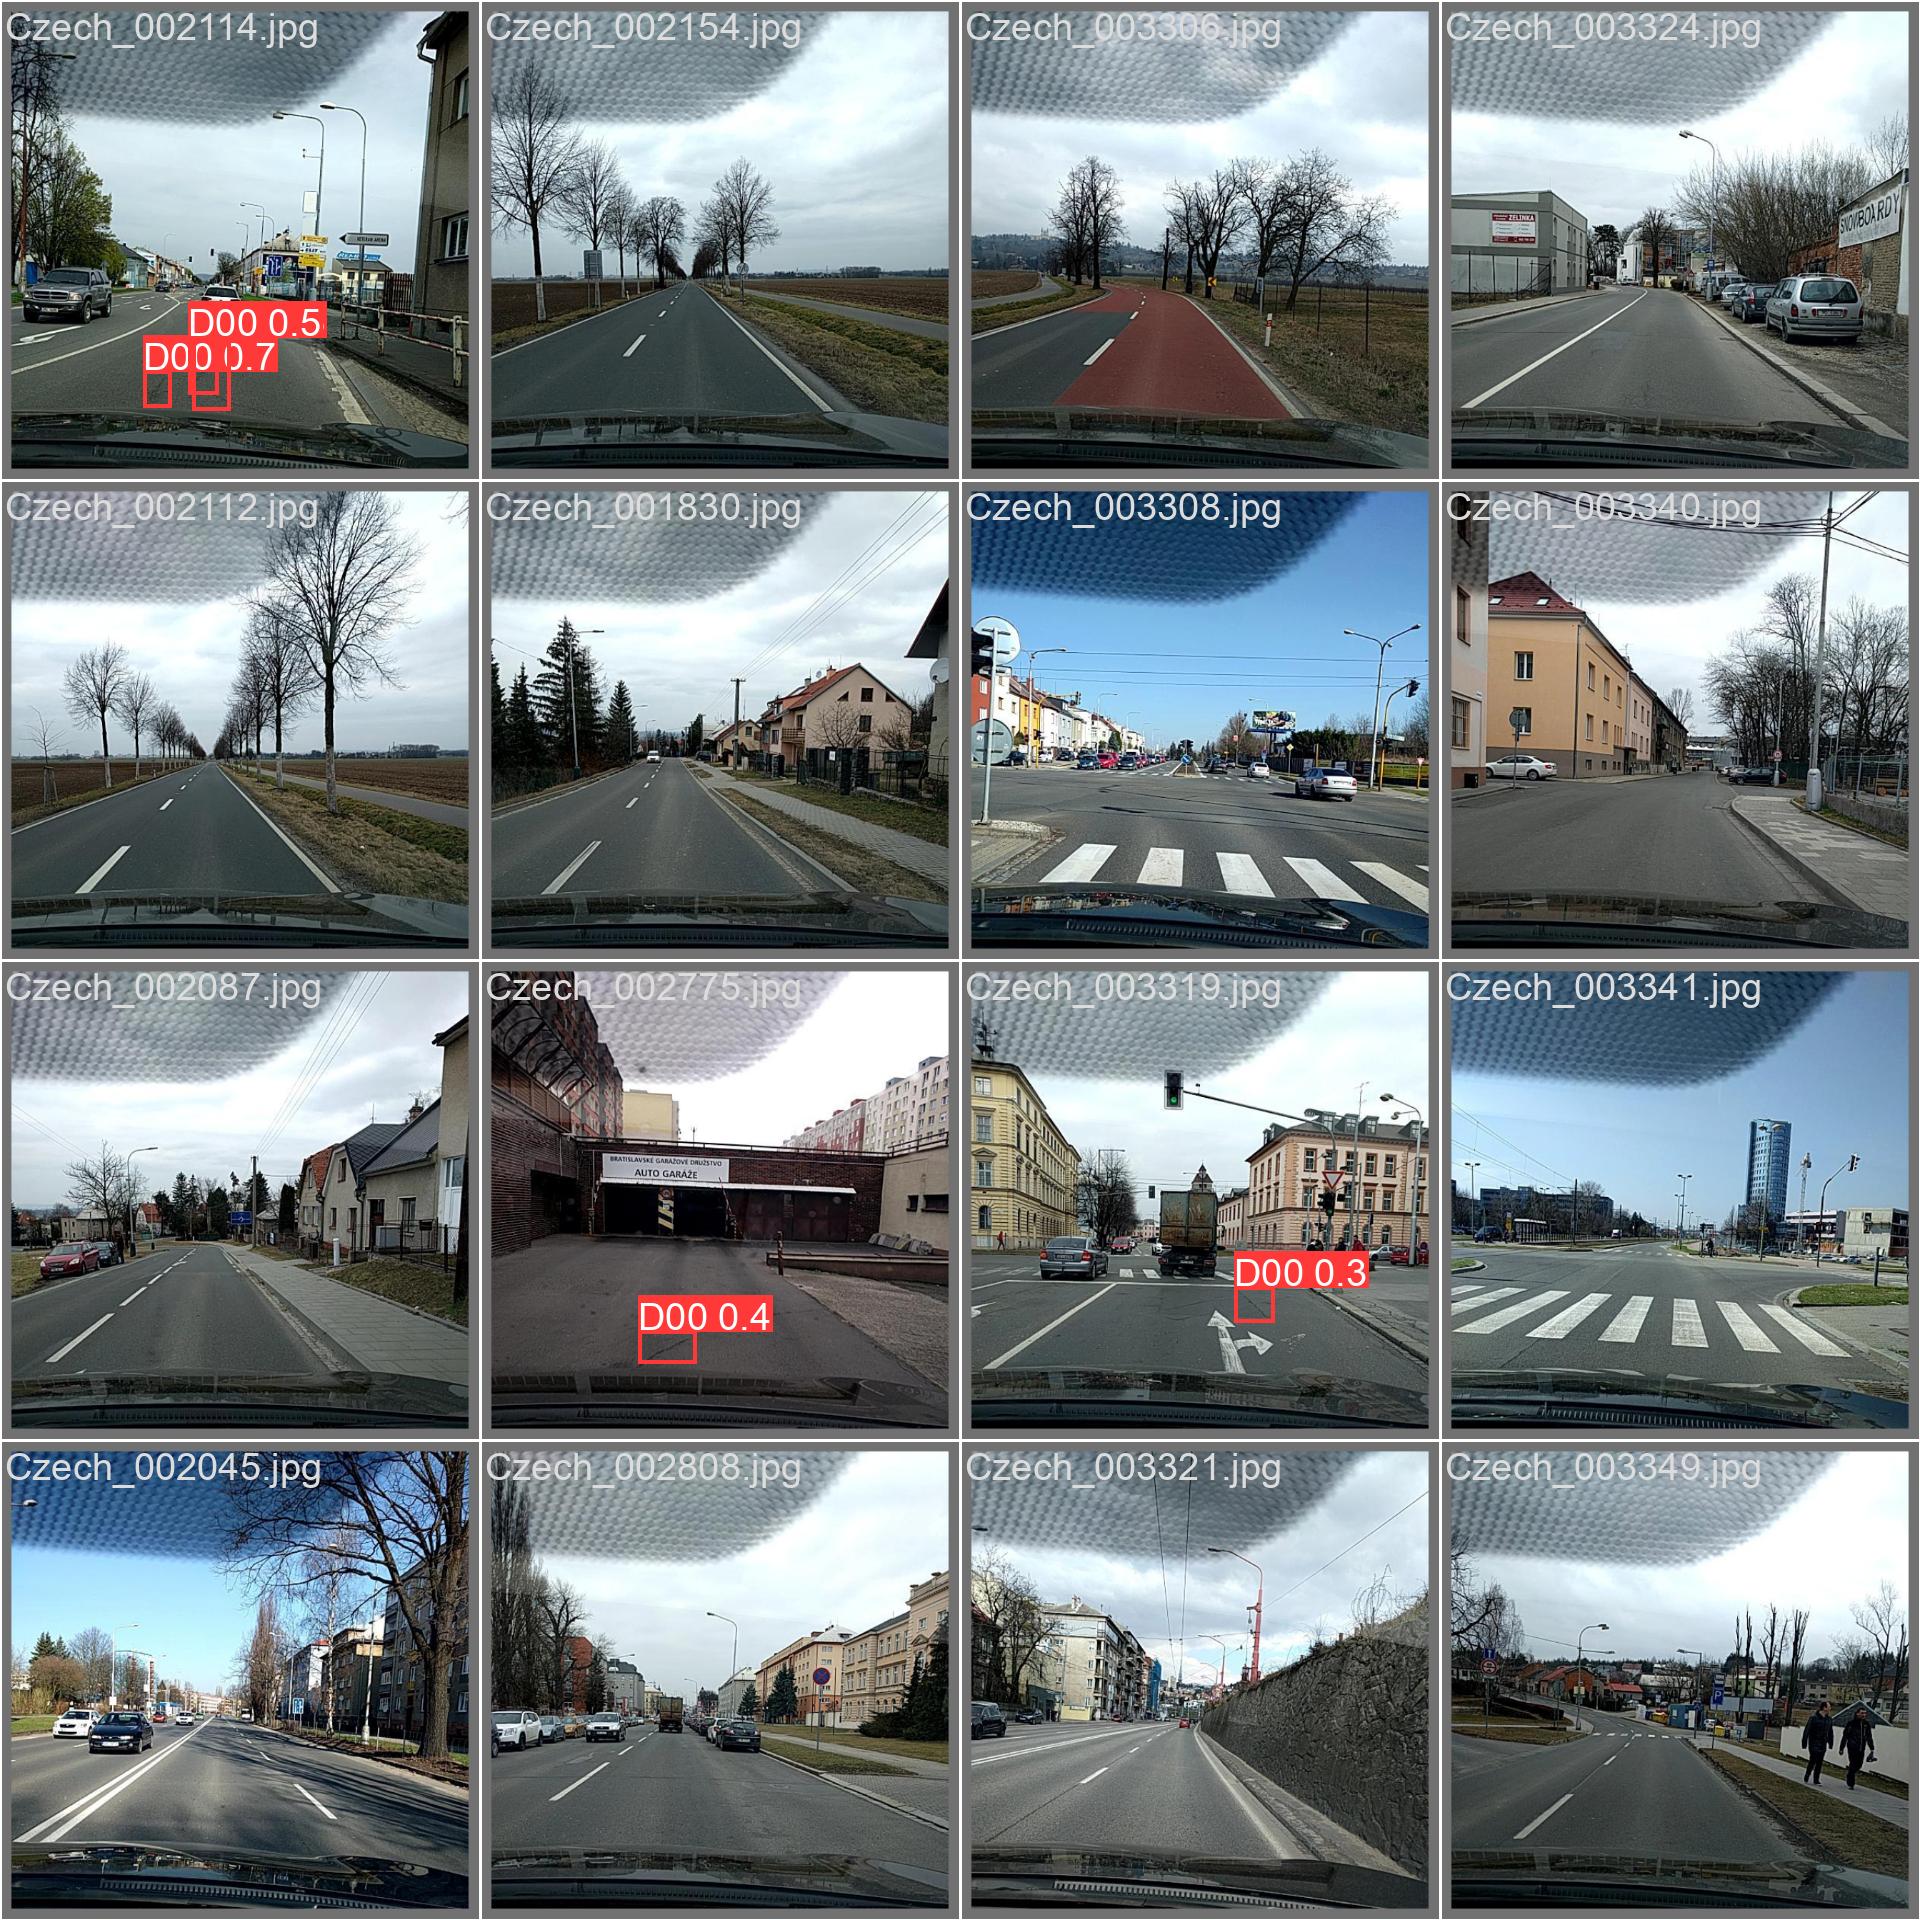 Czech_002114.jpg
Czech_002154.jpg
Czech_003306.jpg
Czech_003324.jpg
D00 0.5
D00 0.7
ZELINKA
SNOWBOARDY
Czech_002112.jpg
Czech_001830.jpg
Czech_003308.jpg
Czech_003340.jpg
Czech_002087.jpg
Czech_002775.jpg
Czech_003319.jpg
Czech_003341.jpg
BRATISLAVSKÉ GARÁŽOVÉ DRUŽSTVO
AUTO GARÁŽE
D00 0.4
D00 0.3
Czech_002045.jpg
Czech_002808.jpg
Czech_003321.jpg
Czech_003349.jpg